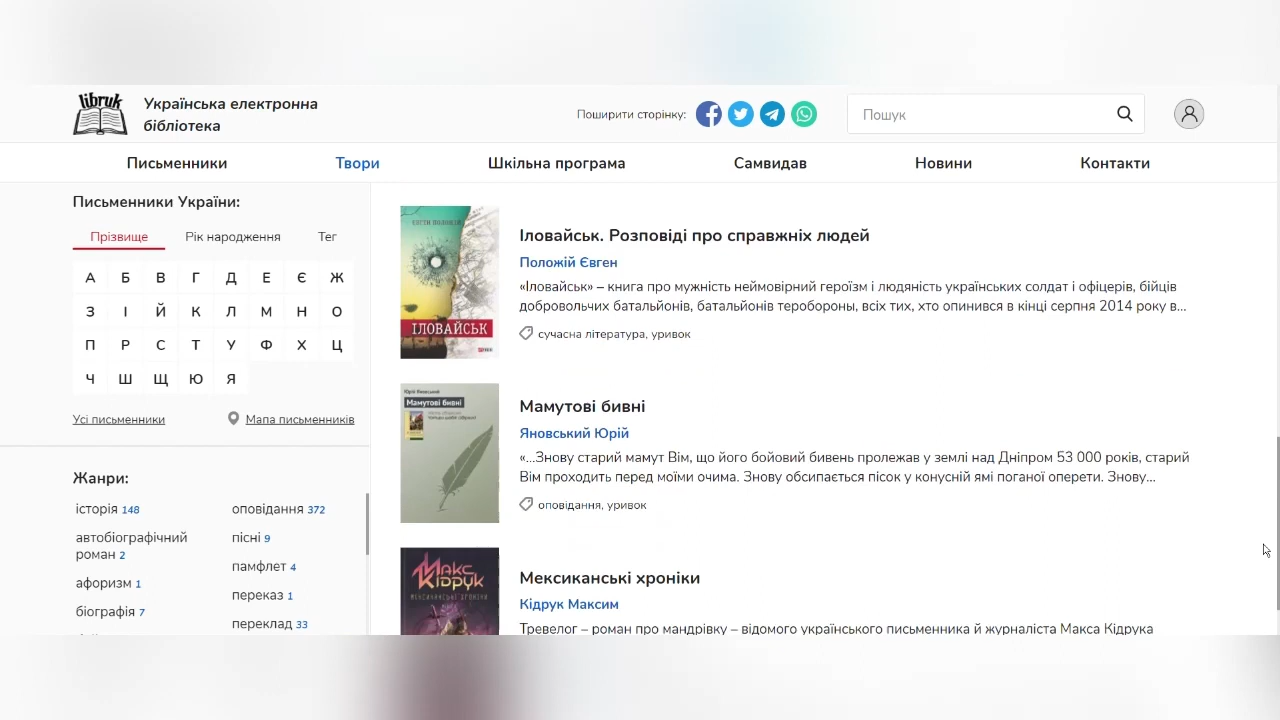 libruk
Українська електронна
бібліотека
Поширити сторінку:
Пошук
Письменники
Твори
Шкільна програма
Самвидав
Новини
Контакти
Письменники України:
Прізвище
Рік народження
Тег
А Б В Г Д Е Є Ж
З І Й К Л М Н О
П Р С Т У Ф Х Ц
Ч Ш Щ Ю Я
Усі письменники
Мапа письменників
Жанри:
історія 148
автобіографічний
роман 2
афоризм 1
біографія 7
оповідання 372
пісні 9
памфлет 4
переказ 1
переклад 33
ІЛОВАЙСЬК
Іловайськ. Розповіді про справжніх людей
Положій Євген
«Іловайськ» – книга про мужність неймовірний героїзм і людяність українських солдат і офіцерів, бійців
добровольчих батальйонів, батальйонів тероборони, всіх тих, хто опинився в кінці серпня 2014 року в...
сучасна література, уривок
Юрій Яновський
Мамутові бивні
Мамутові бивні
Яновський Юрій
«...Знову старий мамут Вім, що його бойовий бивень пролежав у землі над Дніпром 53 000 років, старий
Вім проходить перед моїми очима. Знову обсипається пісок у конусній ямі поганої оперети. Знову...
оповідання, уривок
МАКС
КІДРУК
МЕКСИКАНСЬКІ ХРОНІКИ
Мексиканські хроніки
Кідрук Максим
Тревелог – роман про мандрівку – відомого українського письменника й журналіста Макса Кідрука